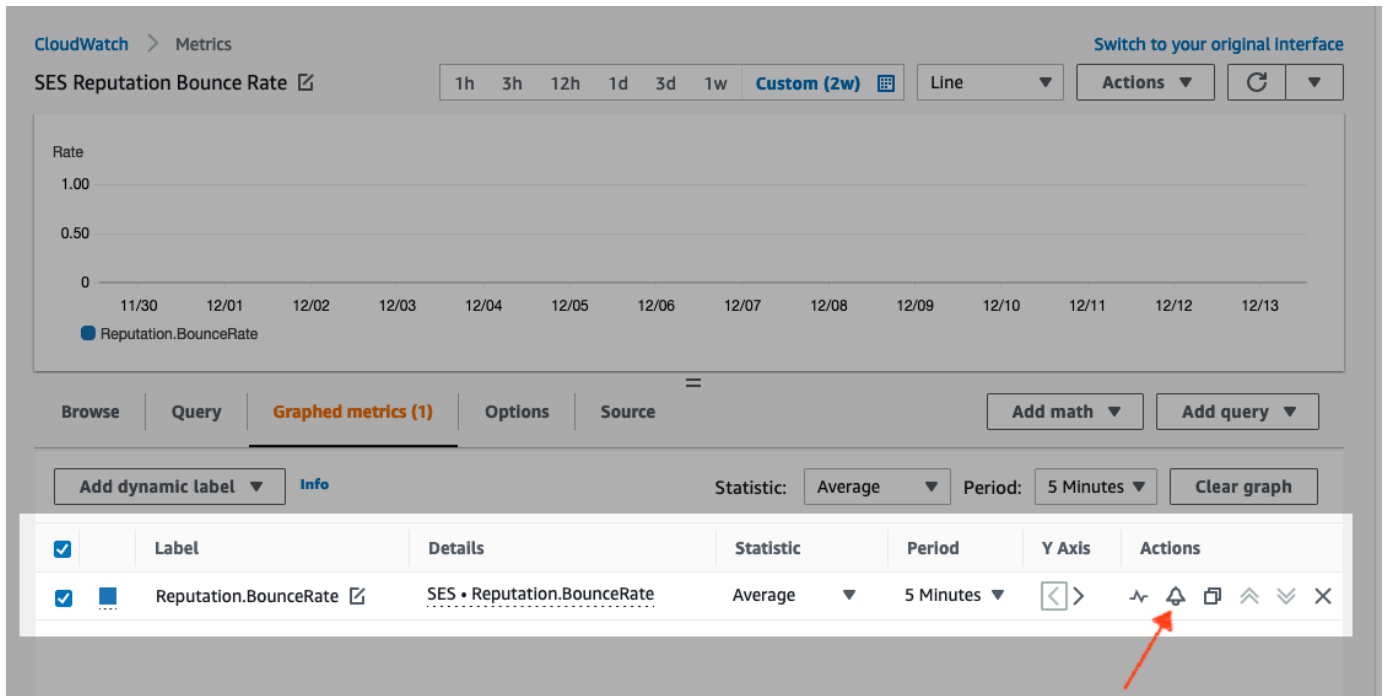 CloudWatch > Metrics
Switch to your original interface
SES Reputation Bounce Rate
1h 3h 12h 1d 3d 1w Custom (2w)
Line
Actions
Rate
1.00
0.50
0
11/30 12/01 12/02 12/03 12/04 12/05 12/06 12/07 12/08 12/09 12/10 12/11 12/12 12/13
Reputation.BounceRate
Browse Query Graphed metrics (1) Options Source
Add math Add query
Add dynamic label Info
Statistic: Average Period: 5 Minutes Clear graph
Label Details Statistic Period Y Axis Actions
Reputation.BounceRate SES • Reputation.BounceRate Average 5 Minutes